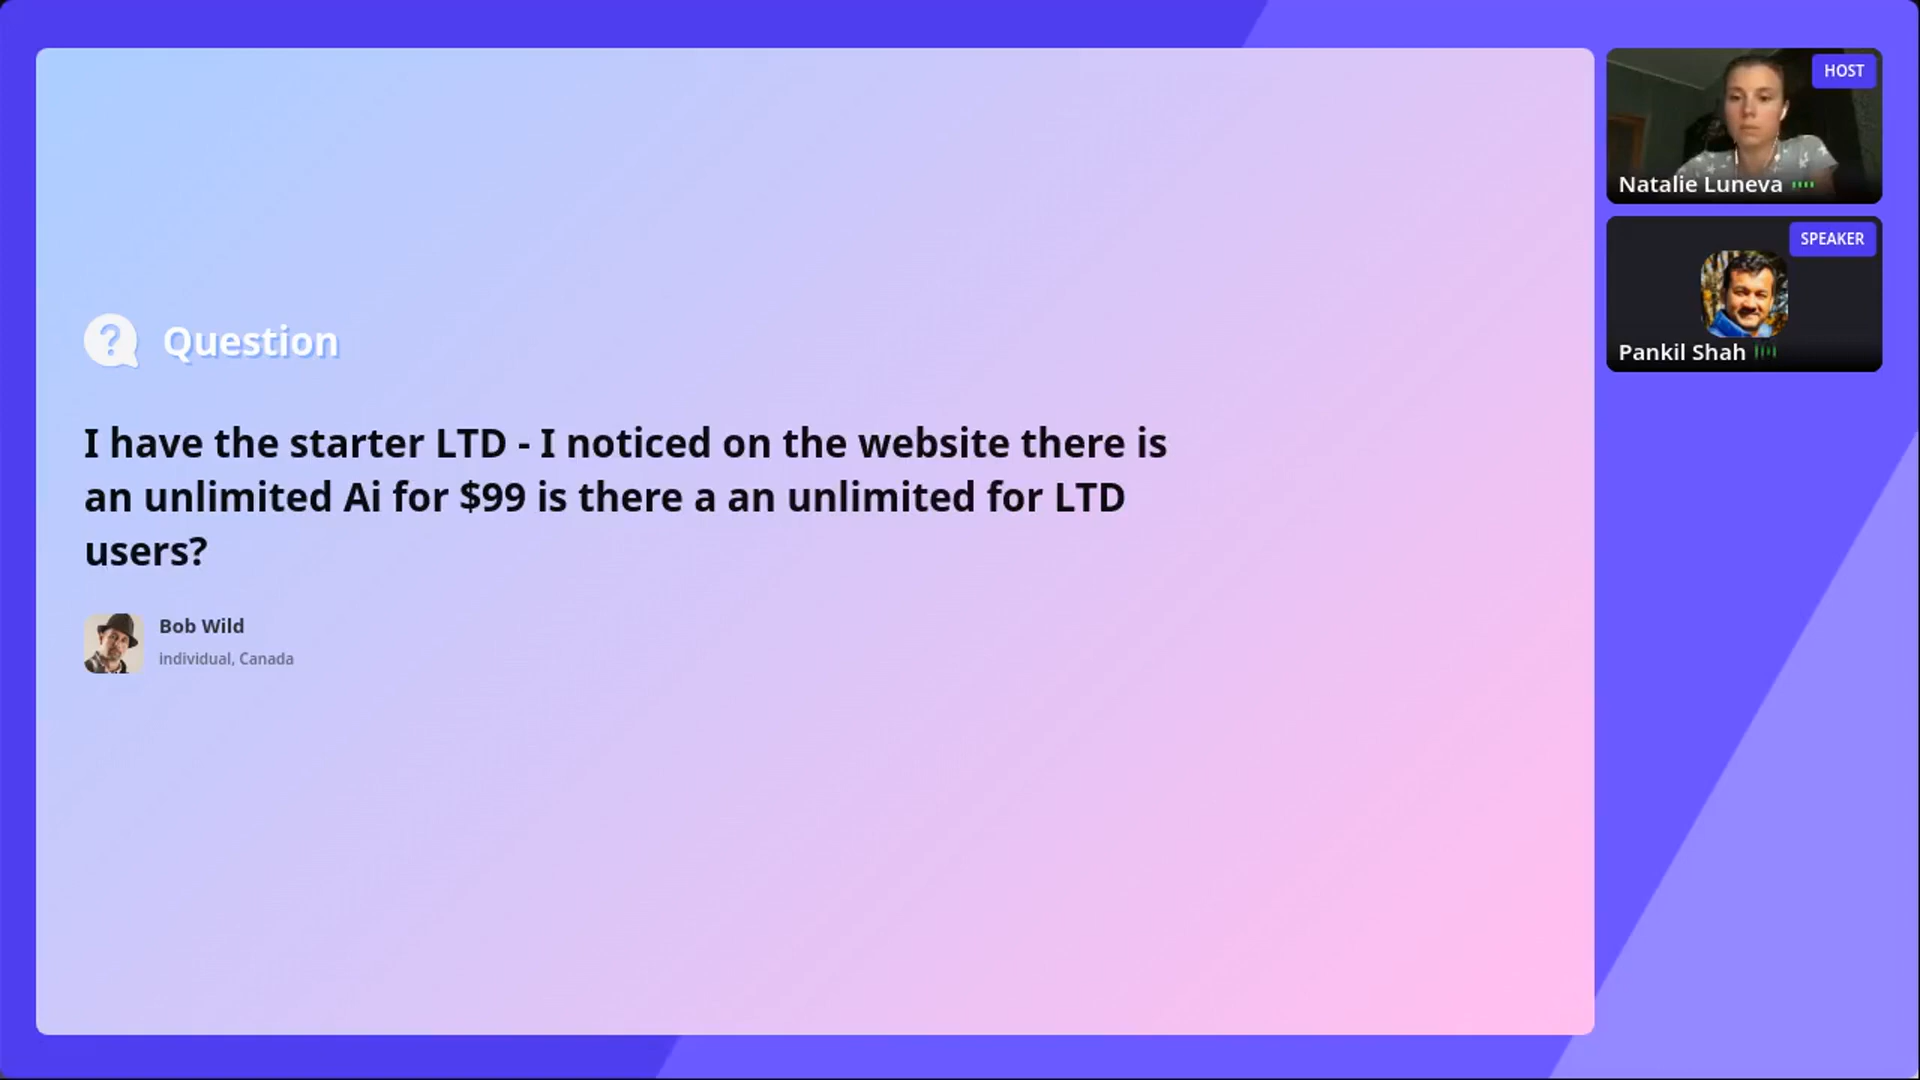 Question
I have the starter LTD - I noticed on the website there is
an unlimited Ai for $99 is there a an unlimited for LTD
users?
Bob Wild
individual, Canada
HOST
Natalie Luneva
SPEAKER
Pankil Shah